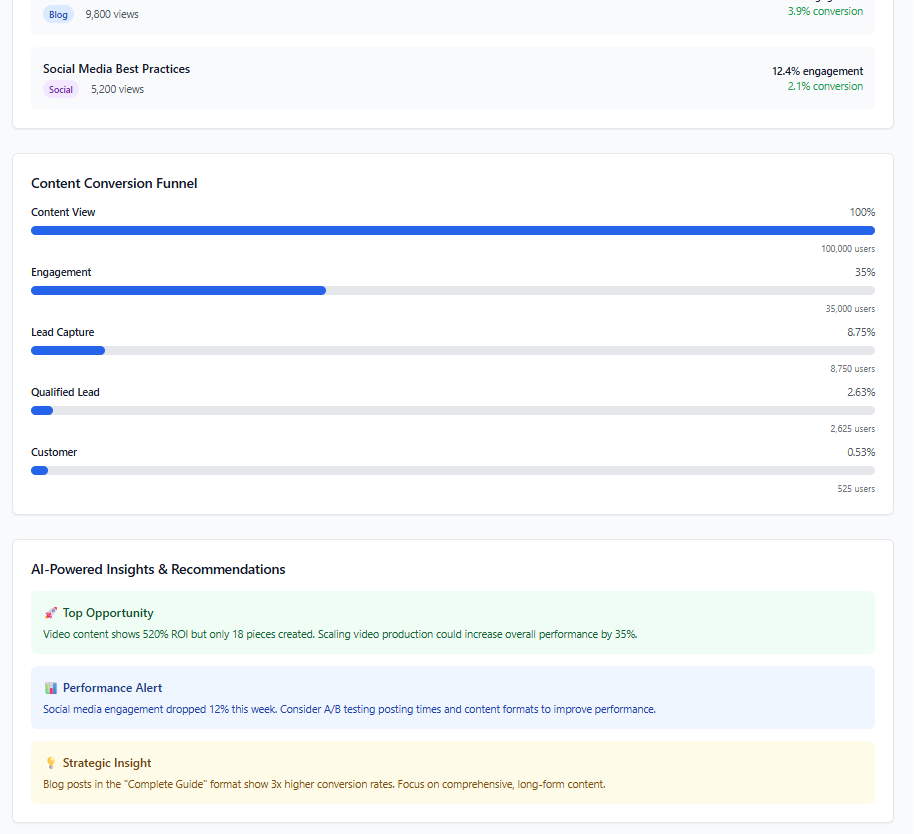 Blog 9,800 views
3.9% conversion
Social Media Best Practices
12.4% engagement
Social 5,200 views
2.1% conversion
Content Conversion Funnel
Content View 100%
100,000 users
Engagement 35%
35,000 users
Lead Capture 8.75%
8,750 users
Qualified Lead 2.63%
2,625 users
Customer 0.53%
525 users
AI-Powered Insights & Recommendations
🚀 Top Opportunity
Video content shows 520% ROI but only 18 pieces created. Scaling video production could increase overall performance by 35%.
📊 Performance Alert
Social media engagement dropped 12% this week. Consider A/B testing posting times and content formats to improve performance.
💡 Strategic Insight
Blog posts in the "Complete Guide" format show 3x higher conversion rates. Focus on comprehensive, long-form content.